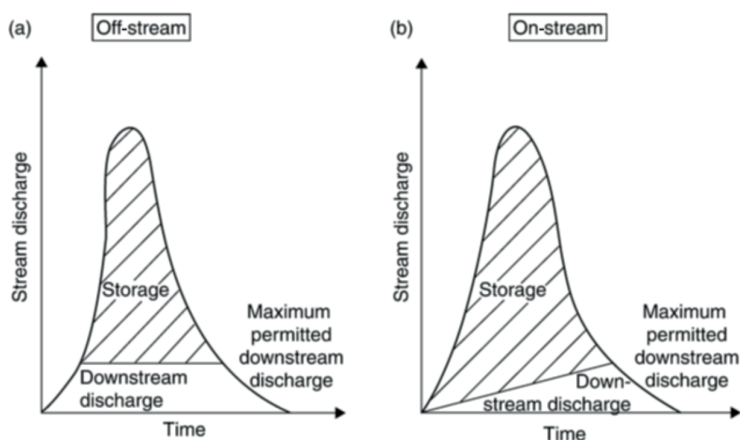 (a)
Off-stream
Stream discharge
Storage
Maximum
permitted
downstream
discharge
Downstream
discharge
Time
(b)
On-stream
Stream discharge
Storage
Maximum
permitted
downstream
discharge
Down-
stream discharge
Time